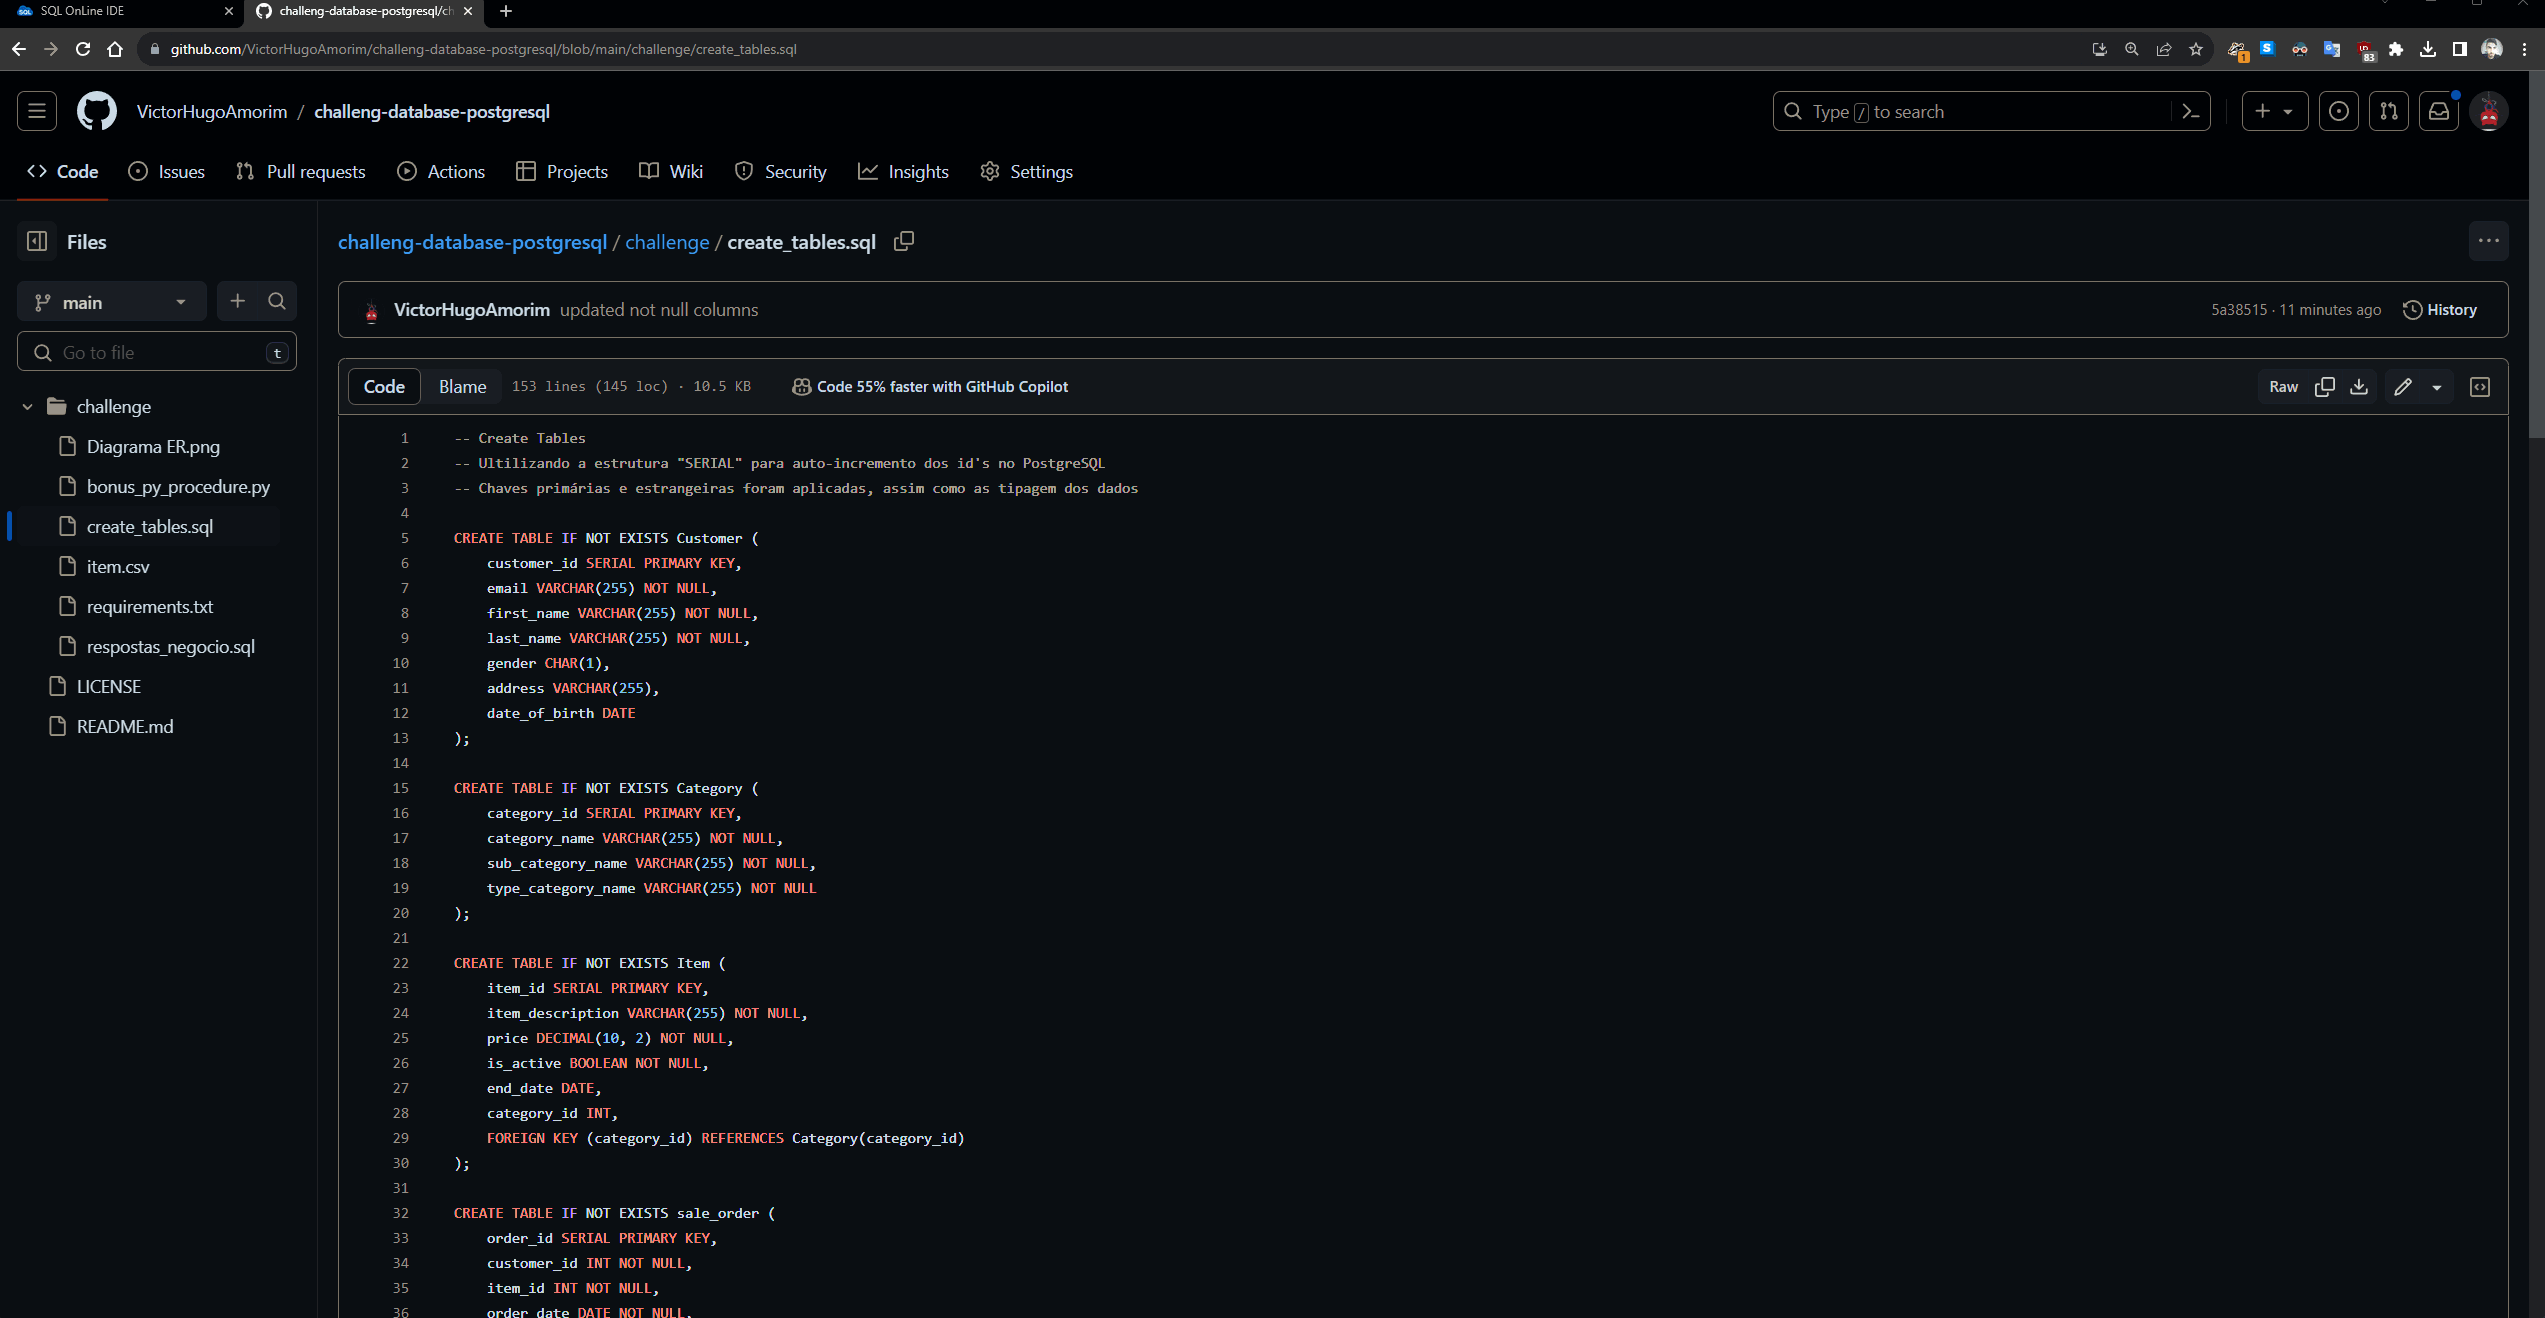 SQL OnLine IDE
challeng-database-postgresql/ch
github.com/VictorHugoAmorim/challeng-database-postgresql/blob/main/challenge/create_tables.sql
1
83
VictorHugoAmorim / challeng-database-postgresql
Type / to search
Code
Issues
Pull requests
Actions
Projects
Wiki
Security
Insights
Settings
Files
main
Go to file
t
challenge
Diagrama ER.png
bonus_py_procedure.py
create_tables.sql
item.csv
requirements.txt
respostas_negocio.sql
LICENSE
README.md
challeng-database-postgresql / challenge / create_tables.sql
VictorHugoAmorim updated not null columns
5a38515 · 11 minutes ago
History
Code
Blame
153 lines (145 loc) · 10.5 KB
Code 55% faster with GitHub Copilot
Raw
1 -- Create Tables
2 -- Ultilizando a estrutura "SERIAL" para auto-incremento dos id's no PostgreSQL
3 -- Chaves primárias e estrangeiras foram aplicadas, assim como as tipagem dos dados
4
5 CREATE TABLE IF NOT EXISTS Customer (
6 customer_id SERIAL PRIMARY KEY,
7 email VARCHAR(255) NOT NULL,
8 first_name VARCHAR(255) NOT NULL,
9 last_name VARCHAR(255) NOT NULL,
10 gender CHAR(1),
11 address VARCHAR(255),
12 date_of_birth DATE
13 );
14
15 CREATE TABLE IF NOT EXISTS Category (
16 category_id SERIAL PRIMARY KEY,
17 category_name VARCHAR(255) NOT NULL,
18 sub_category_name VARCHAR(255) NOT NULL,
19 type_category_name VARCHAR(255) NOT NULL
20 );
21
22 CREATE TABLE IF NOT EXISTS Item (
23 item_id SERIAL PRIMARY KEY,
24 item_description VARCHAR(255) NOT NULL,
25 price DECIMAL(10, 2) NOT NULL,
26 is_active BOOLEAN NOT NULL,
27 end_date DATE,
28 category_id INT,
29 FOREIGN KEY (category_id) REFERENCES Category(category_id)
30 );
31
32 CREATE TABLE IF NOT EXISTS sale_order (
33 order_id SERIAL PRIMARY KEY,
34 customer_id INT NOT NULL,
35 item_id INT NOT NULL,
36 order_date DATE NOT NULL,